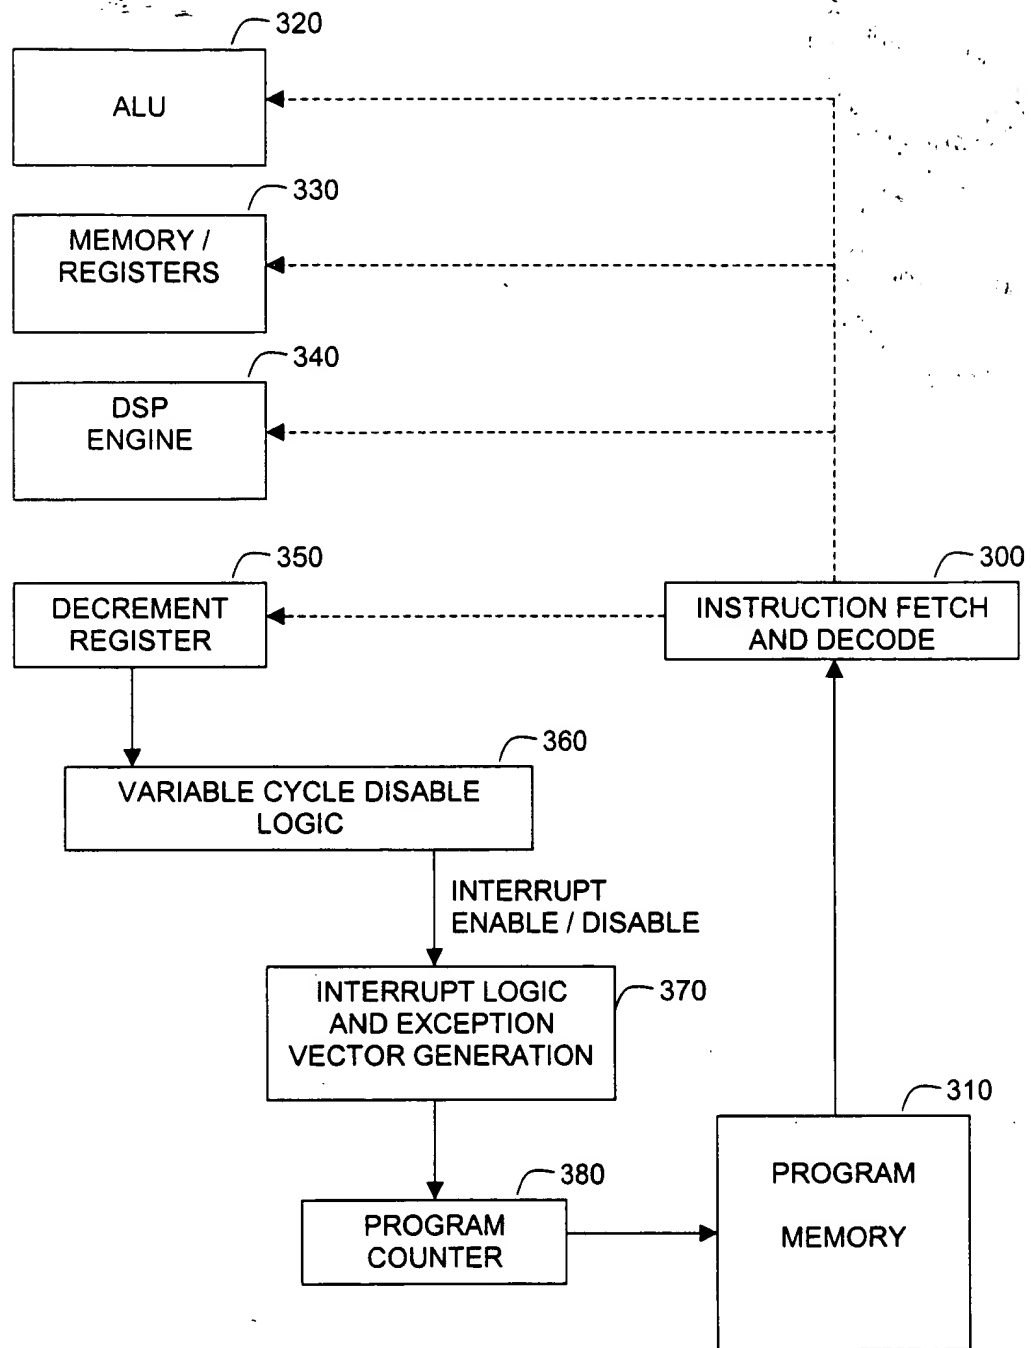 320
ALU
330
MEMORY /
REGISTERS
340
DSP
ENGINE
350
DECREMENT
REGISTER
300
INSTRUCTION FETCH
AND DECODE
360
VARIABLE CYCLE DISABLE
LOGIC
INTERRUPT
ENABLE / DISABLE
INTERRUPT LOGIC
AND EXCEPTION
VECTOR GENERATION
370
310
PROGRAM
MEMORY
380
PROGRAM
COUNTER